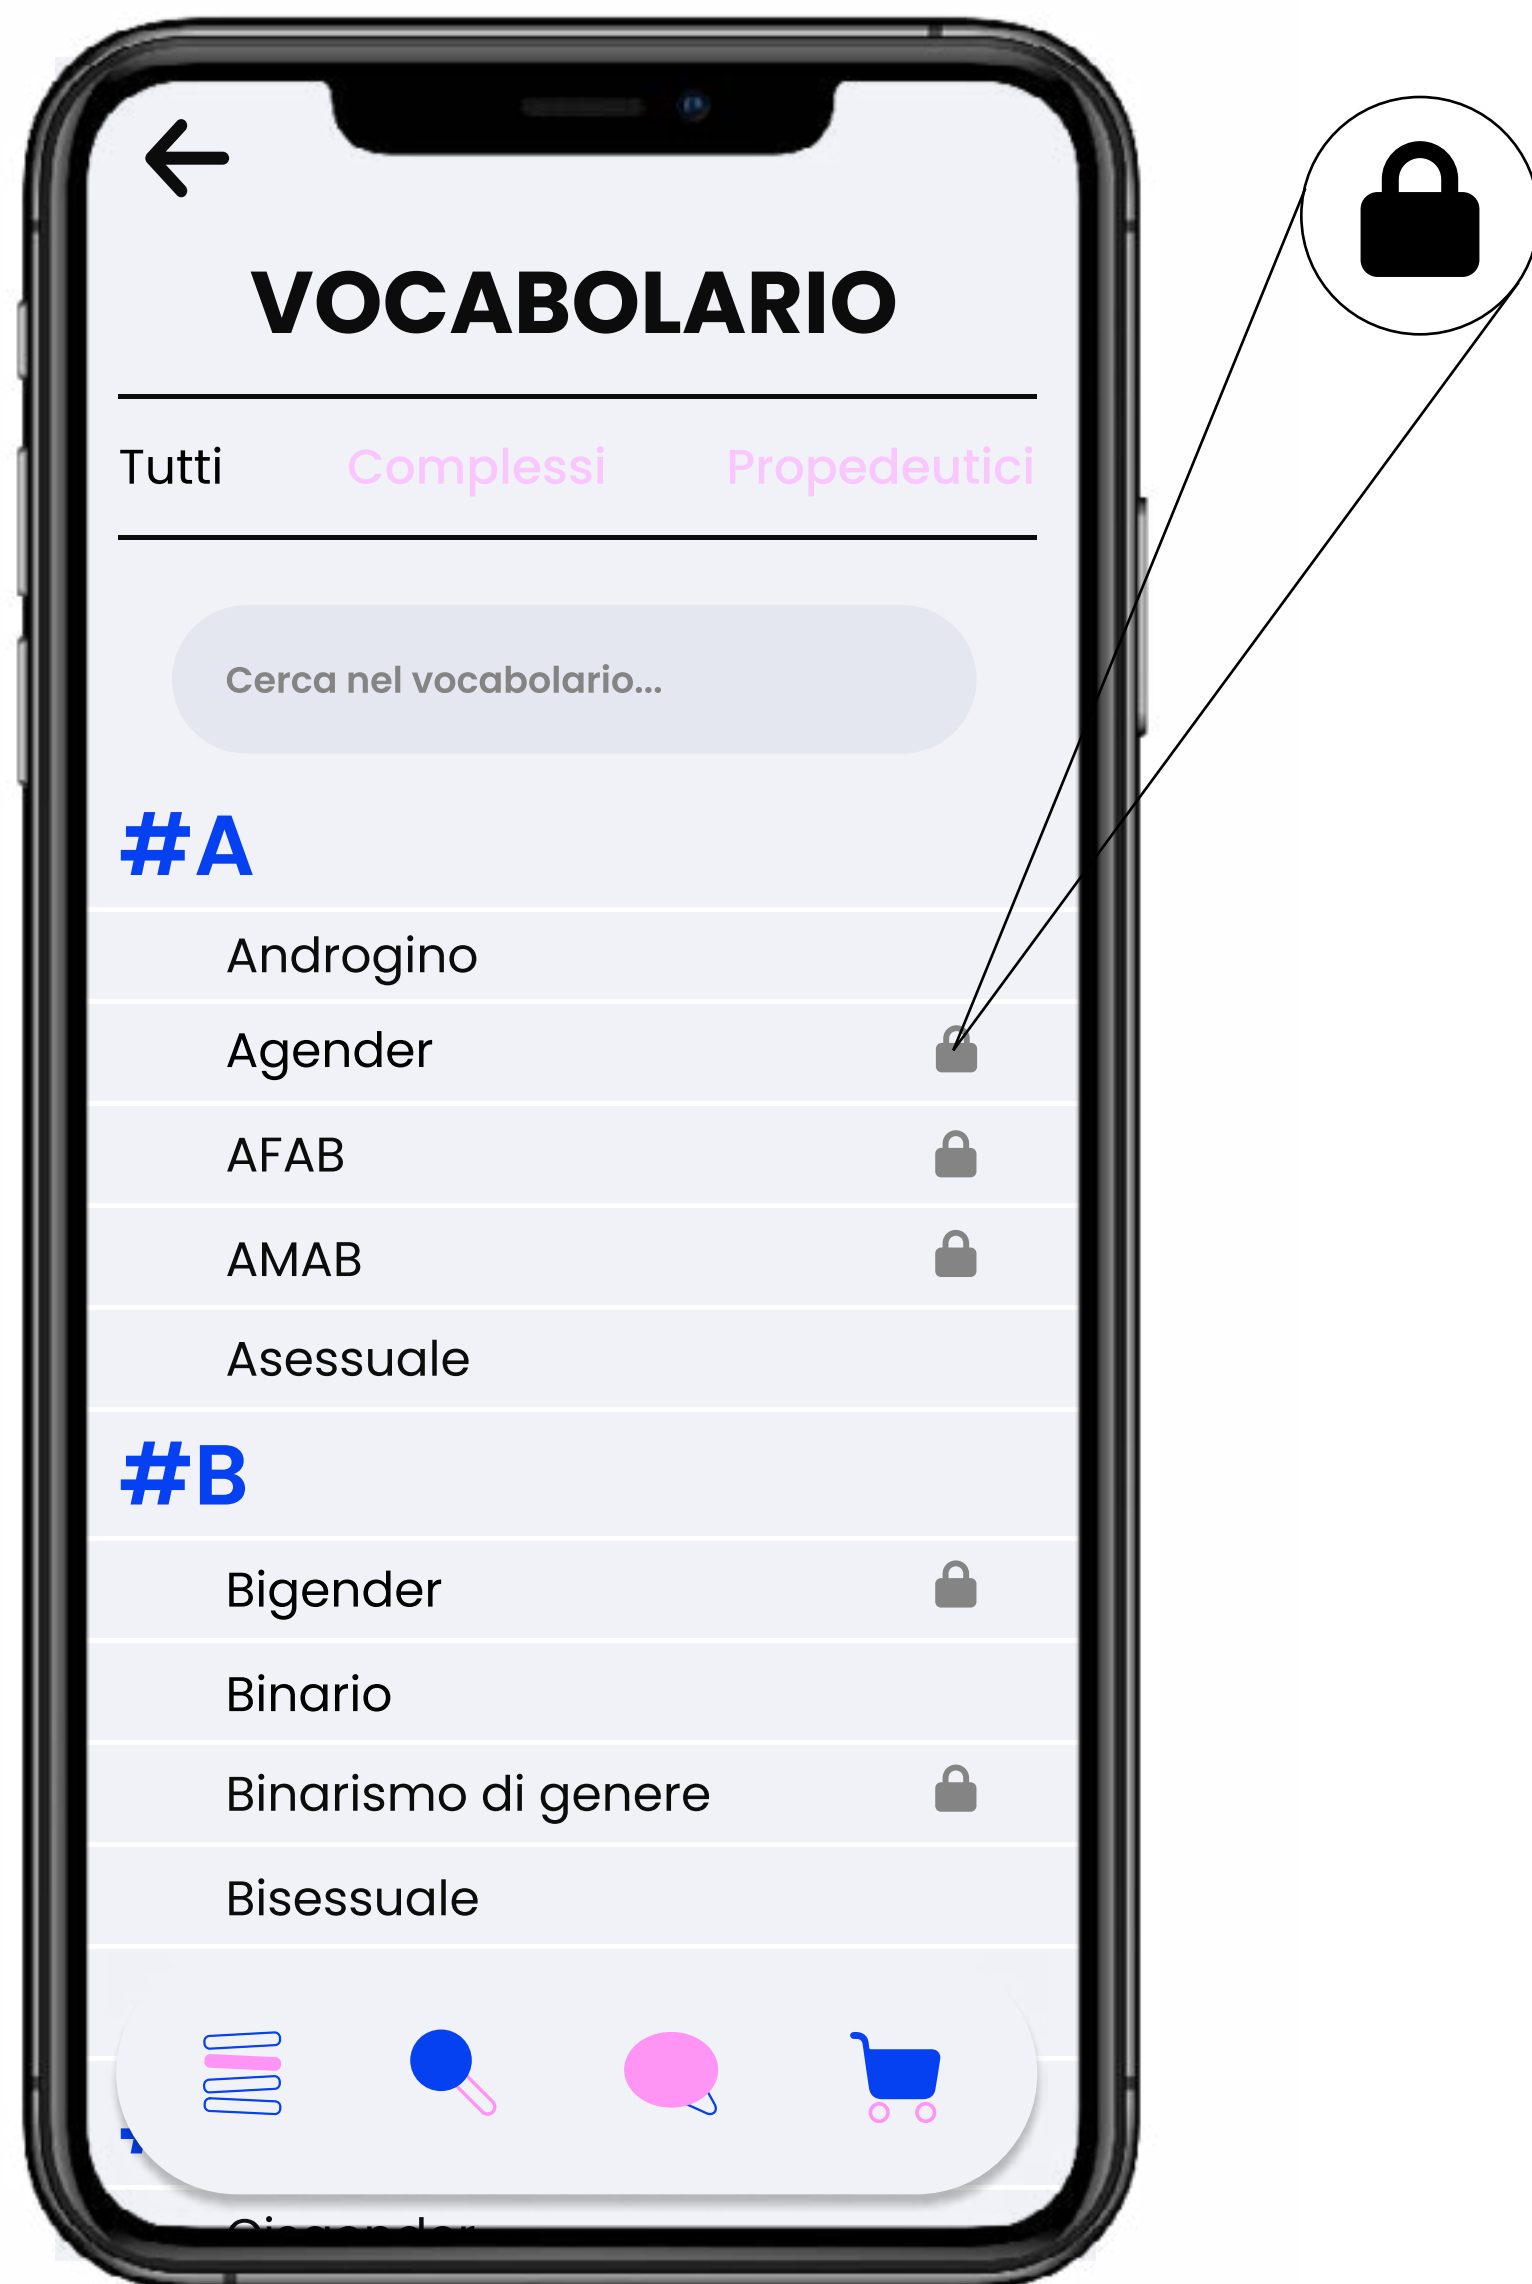 VOCABOLARIO
Tutti Complessi Propedeutici
Cerca nel vocabolario...
#A
Androgino
Agender
AFAB
AMAB
Asessuale
#B
Bigender
Binario
Binarismo di genere
Bisessuale